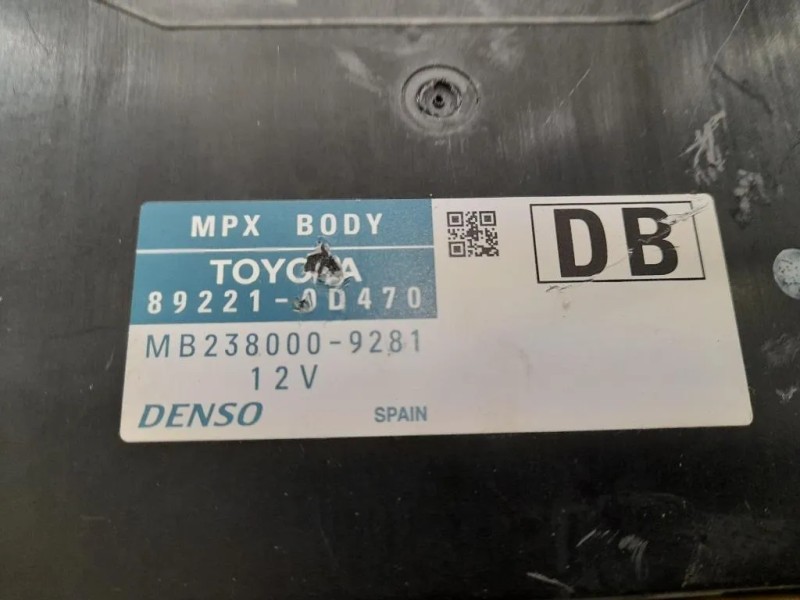 MPX BODY
TOYOTA
89221-0D470
MB238000-9281
12V
DENSO
SPAIN
DB